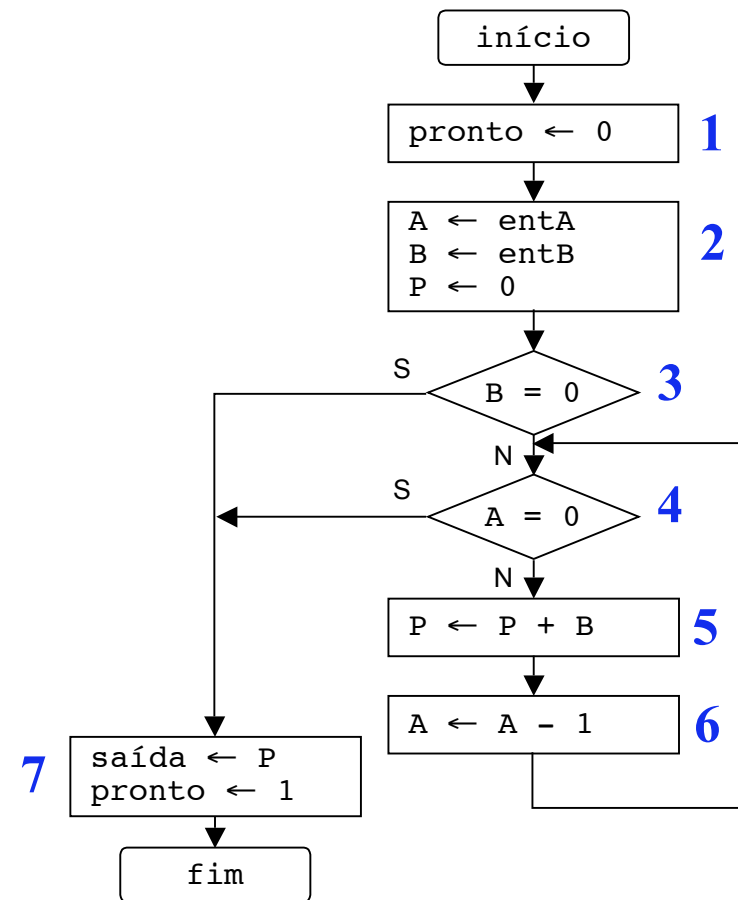 início
pronto ← 0
1
A ← entA
B ← entB
P ← 0
2
S
B = 0
3
N
S
A = 0
4
N
P ← P + B
5
A ← A - 1
6
7
saída ← P
pronto ← 1
fim